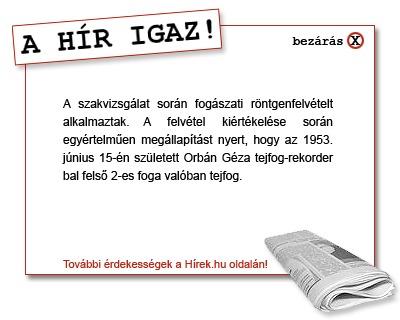 A HÍR IGAZ!
bezárás X
A szakvizsgálat során fogászati röntgenfelvételt
alkalmaztak. A felvétel kiértékelése során
egyértelműen megállapítást nyert, hogy az 1953.
június 15-én született Orbán Géza tejfog-rekorder
bal felső 2-es foga valóban tejfog.
További érdekességek a Hírek.hu oldalán!